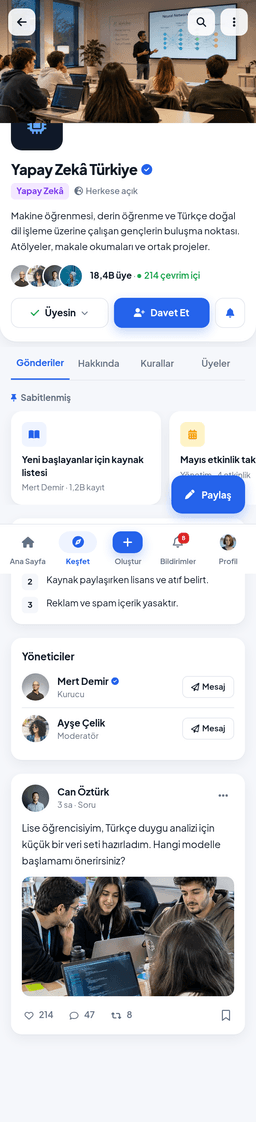 Yapay Zekâ Türkiye
Yapay Zekâ
Herkese açık
Makine öğrenmesi, derin öğrenme ve Türkçe doğal
dil işleme üzerine çalışan gençlerin buluşma noktası.
Atölyeler, makale okumaları ve ortak projeler.
18,4B üye · 214 çevrim içi
Üyesin
Davet Et
Gönderiler
Hakkında
Kurallar
Üyeler
Sabitlenmiş
Yeni başlayanlar için kaynak
listesi
Mert Demir · 1,2B kayıt
Mayıs etkinlik tak
Yönetim · 4 etkinlik
Paylaş
Ana Sayfa
Keşfet
Oluştur
8
Bildirimler
Profil
2 Kaynak paylaşırken lisans ve atıf belirt.
3 Reklam ve spam içerik yasaktır.
Yöneticiler
Mert Demir
Kurucu
Mesaj
Ayşe Çelik
Moderatör
Mesaj
Can Öztürk
3 sa · Soru
Lise öğrencisiyim, Türkçe duygu analizi için
küçük bir veri seti hazırladım. Hangi modelle
başlamamı önerirsiniz?
214
47
8